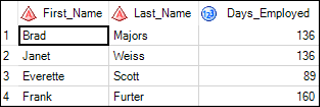 First_Name Last_Name Days_Employed
1 Brad Majors 136
2 Janet Weiss 136
3 Everette Scott 89
4 Frank Furter 160